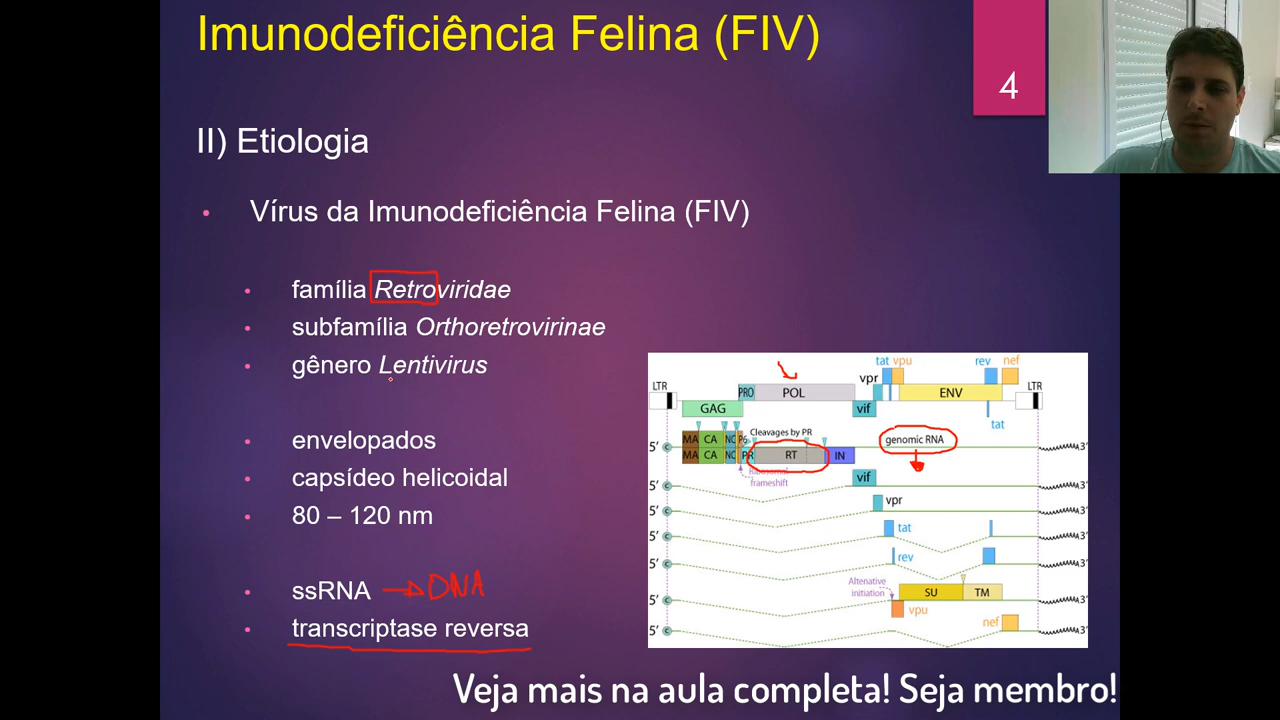 Imunodeficiência Felina (FIV)
4
II) Etiologia
• Vírus da Imunodeficiência Felina (FIV)
• família Retroviridae
• subfamília Orthoretrovirinae
• gênero Lentivirus
• envelopados
• capsídeo helicoidal
• 80 – 120 nm
• ssRNA → DNA
• transcriptase reversa
tat vpu rev nef
LTR PRO POL vpr ENV LTR
GAG vif tat
Cleavages by PR
5' C MA CA NC P6 genomic RNA 3'
MA CA NC PR RT IN
frameshift
5' C vif 3'
5' C vpr 3'
5' C tat 3'
5' C rev 3'
Altenative
initiation
5' C SU TM 3'
vpu
5' C nef 3'
Veja mais na aula completa! Seja membro!